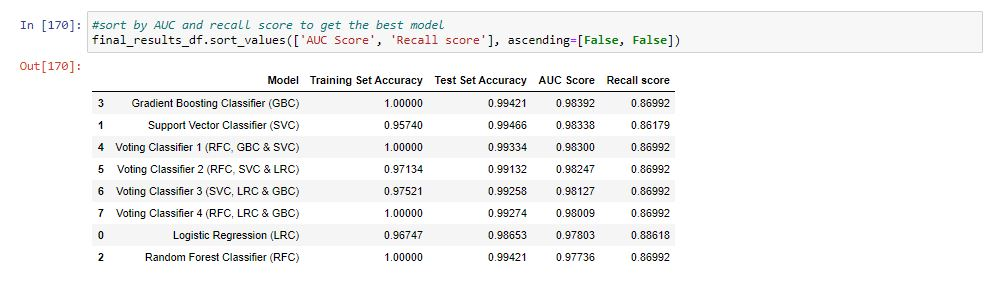 In [170]: #sort by AUC and recall score to get the best model
final_results_df.sort_values(['AUC Score', 'Recall score'], ascending=[False, False])
Out[170]:
Model Training Set Accuracy Test Set Accuracy AUC Score Recall score
3 Gradient Boosting Classifier (GBC) 1.00000 0.99421 0.98392 0.86992
1 Support Vector Classifier (SVC) 0.95740 0.99466 0.98338 0.86179
4 Voting Classifier 1 (RFC, GBC & SVC) 1.00000 0.99334 0.98300 0.86992
5 Voting Classifier 2 (RFC, SVC & LRC) 0.97134 0.99132 0.98247 0.86992
6 Voting Classifier 3 (SVC, LRC & GBC) 0.97521 0.99258 0.98127 0.86992
7 Voting Classifier 4 (RFC, LRC & GBC) 1.00000 0.99274 0.98009 0.86992
0 Logistic Regression (LRC) 0.96747 0.98653 0.97803 0.88618
2 Random Forest Classifier (RFC) 1.00000 0.99421 0.97736 0.86992